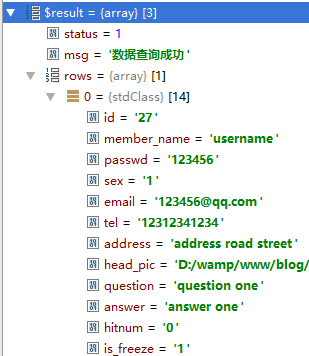 $result = {array} [3]
status = 1
msg = '数据查询成功'
rows = {array} [1]
0 = {stdClass} [14]
id = '27'
member_name = 'username'
passwd = '123456'
sex = '1'
email = '123456@qq.com'
tel = '12312341234'
address = 'address road street'
head_pic = 'D:/wamp/www/blog/
question = 'question one'
answer = 'answer one'
hitnum = '0'
is_freeze = '1'